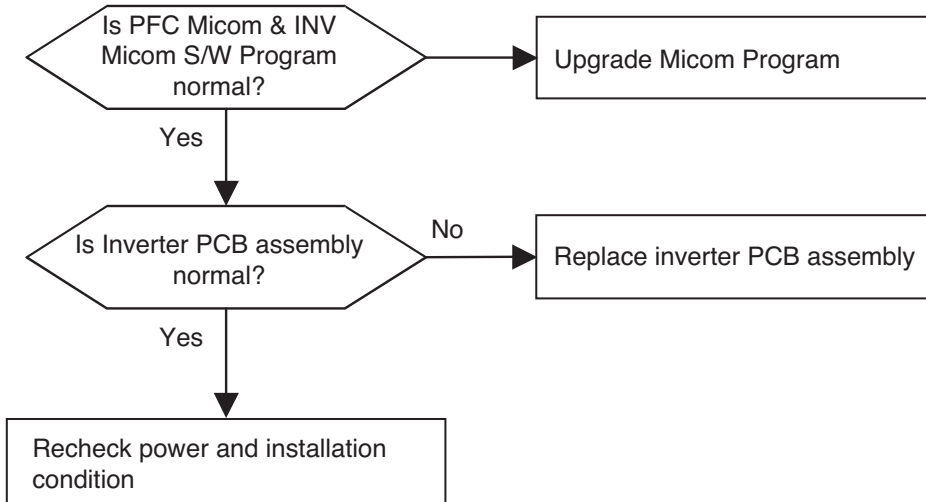 Is PFC Micom & INV
Micom S/W Program
normal?
Upgrade Micom Program
Yes
Is Inverter PCB assembly
normal?
No
Replace inverter PCB assembly
Yes
Recheck power and installation
condition